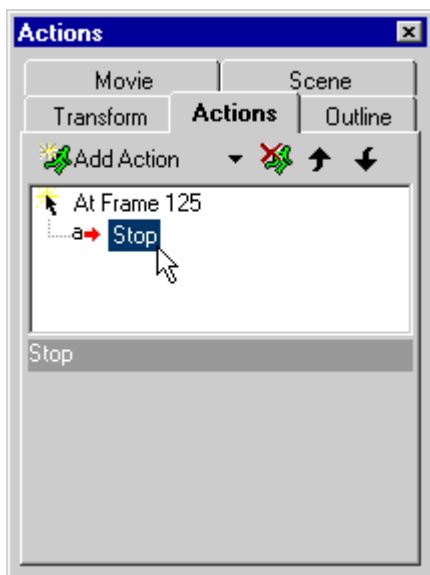 Actions
Movie Scene
Transform Actions Outline
Add Action
At Frame 125
a Stop
Stop